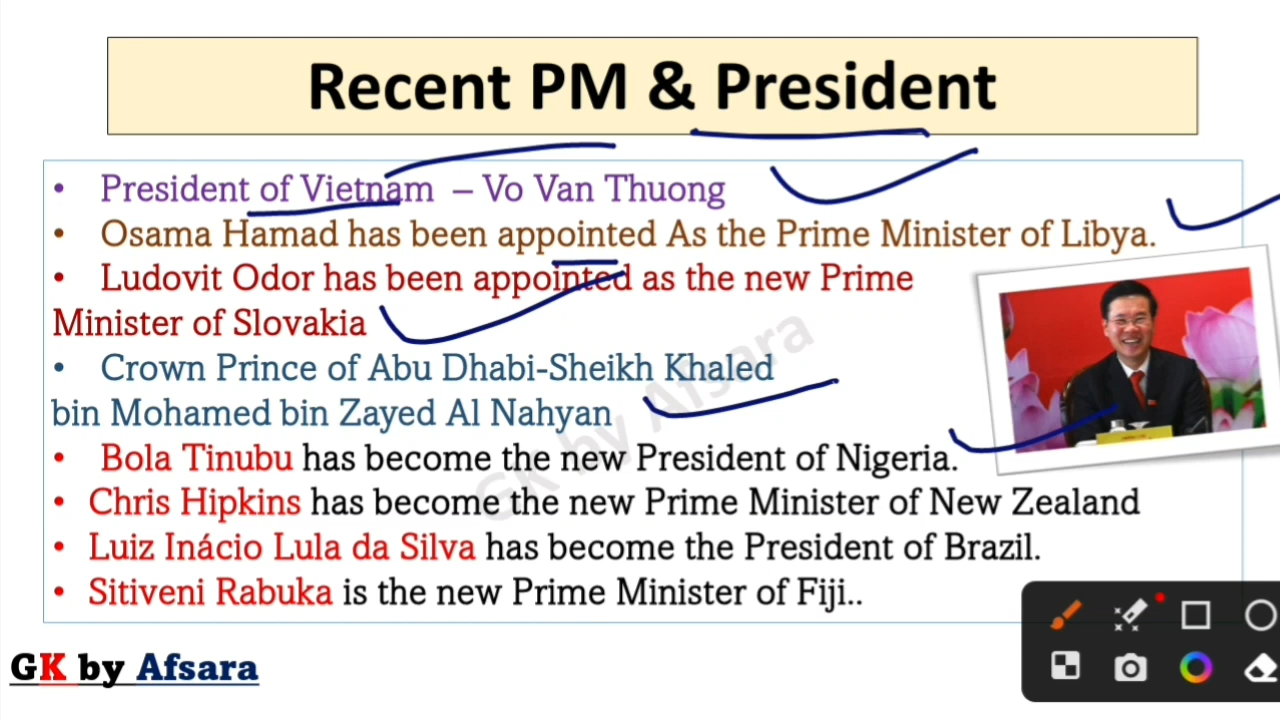 Recent PM & President
• President of Vietnam – Vo Van Thuong
• Osama Hamad has been appointed As the Prime Minister of Libya.
• Ludovit Odor has been appointed as the new Prime
Minister of Slovakia
• Crown Prince of Abu Dhabi-Sheikh Khaled
bin Mohamed bin Zayed Al Nahyan
• Bola Tinubu has become the new President of Nigeria.
• Chris Hipkins has become the new Prime Minister of New Zealand
• Luiz Inácio Lula da Silva has become the President of Brazil.
• Sitiveni Rabuka is the new Prime Minister of Fiji..
GK by Afsara
GK by Afsara